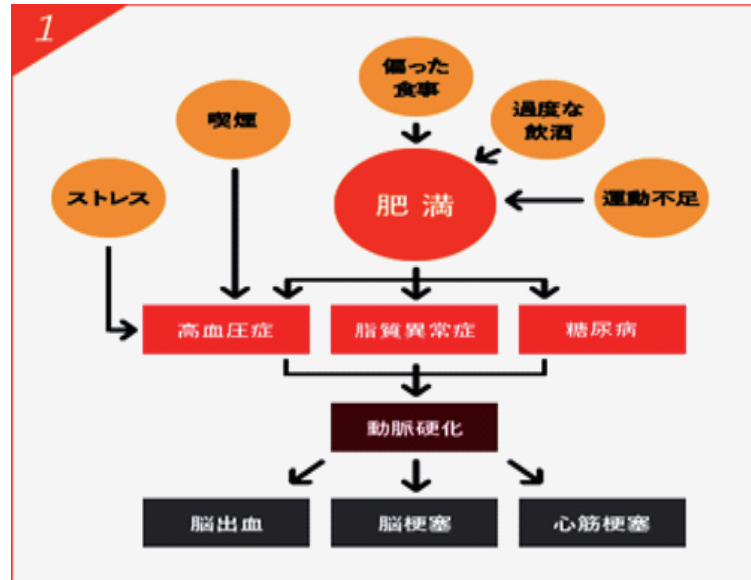 1
偏った
食事
過度な
飲酒
喫煙
ストレス
肥満
運動不足
高血圧症
脂質異常症
糖尿病
動脈硬化
脳出血
脳梗塞
心筋梗塞